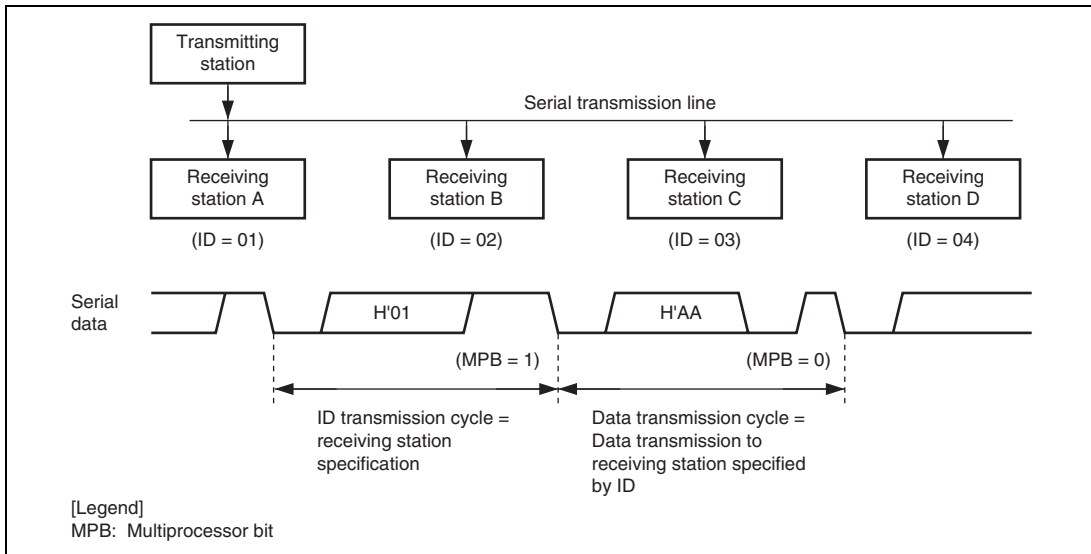 Transmitting
station
Serial transmission line
Receiving
station A
Receiving
station B
Receiving
station C
Receiving
station D
(ID = 01)
(ID = 02)
(ID = 03)
(ID = 04)
Serial
data
H'01
H'AA
(MPB = 1)
(MPB = 0)
ID transmission cycle =
receiving station
specification
Data transmission cycle =
Data transmission to
receiving station specified
by ID
[Legend]
MPB: Multiprocessor bit